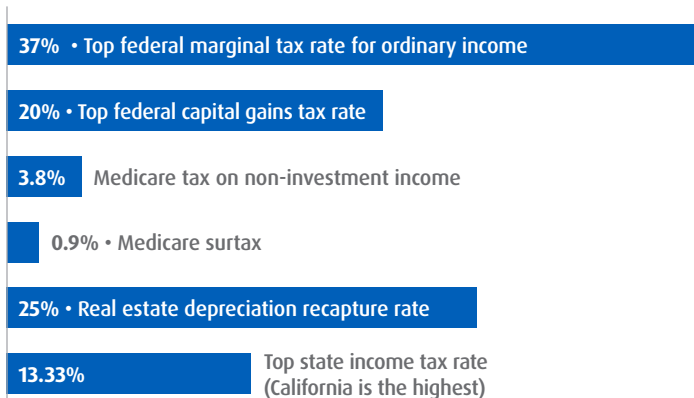 37% • Top federal marginal tax rate for ordinary income
20% • Top federal capital gains tax rate
3.8% Medicare tax on non-investment income
0.9% • Medicare surtax
25% • Real estate depreciation recapture rate
13.33% Top state income tax rate
(California is the highest)